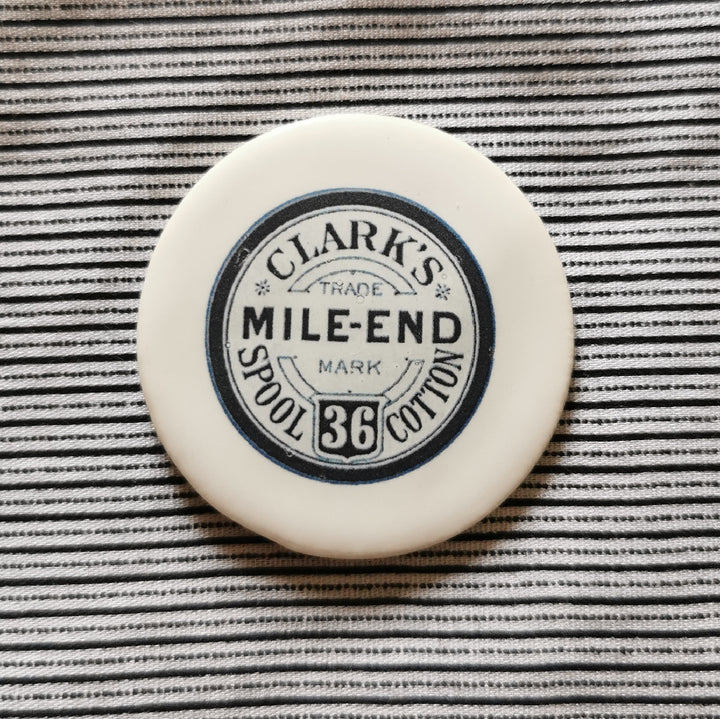 CLARK'S
TRADE
MILE-END
MARK
SPOOL COTTON
36